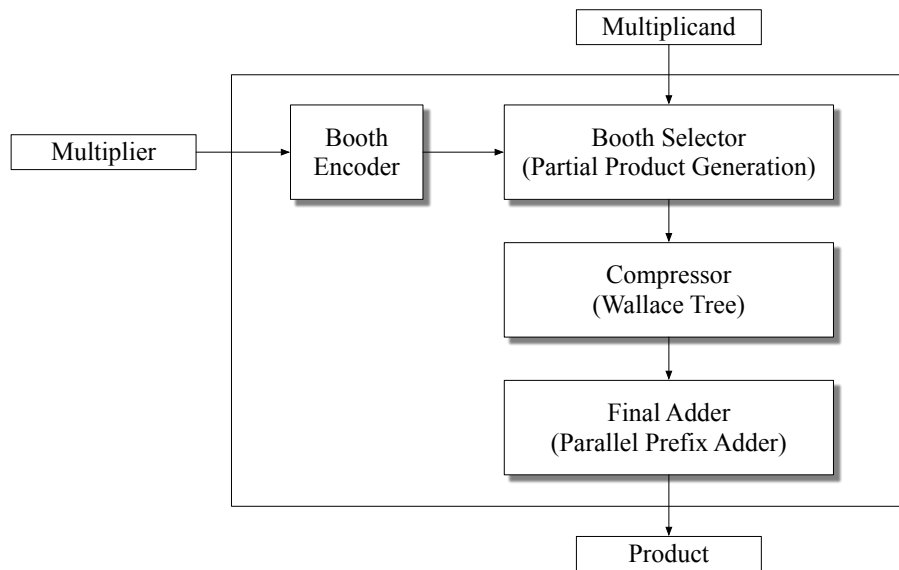 Multiplicand
Multiplier
Booth
Encoder
Booth Selector
(Partial Product Generation)
Compressor
(Wallace Tree)
Final Adder
(Parallel Prefix Adder)
Product